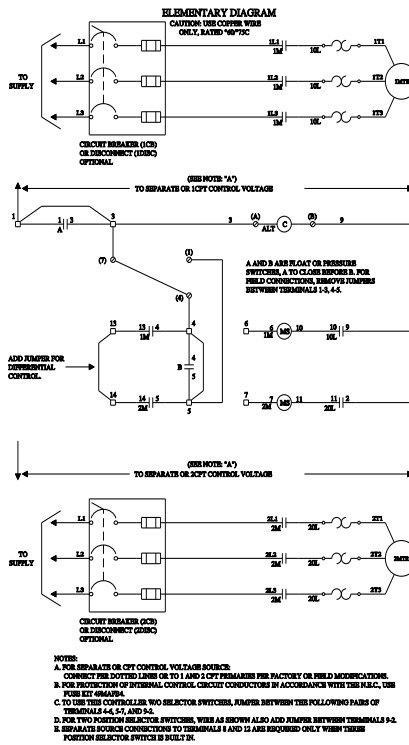 ELEMENTARY DIAGRAM
CAUTION: USE COPPER WIRE
ONLY, RATED "60/"75C
L1 1L1 1M 10L 1T1
TO
SUPPLY
L2 1L2 1M 10L 1T2 1MTR
L3 1L3 1M 10L 1T3
CIRCUIT BREAKER (1CB)
OR DISCONNECT (1DISC)
OPTIONAL
(SEE NOTE: "A")
TO SEPARATE OR 1CPT CONTROL VOLTAGE
1 1 3 A 3 3 (A) ALT C (B) 9
(7) (1)
A AND B ARE FLOAT OR PRESSURE
SWITCHES, A TO CLOSE BEFORE B. FOR
FIELD CONNECTIONS, REMOVE JUMPERS
BETWEEN TERMINALS 1-3, 4-5.
(4)
13 13 4 1M 4 6 6 1M MS 10 10 9 10L
ADD JUMPER FOR
DIFFERENTIAL
CONTROL.
4
B
5
14 14 5 2M 5 7 7 2M MS 11 11 2 20L
(SEE NOTE: "A")
TO SEPARATE OR 2CPT CONTROL VOLTAGE
L1 2L1 2M 20L 2T1
TO
SUPPLY
L2 2L2 2M 20L 2T2 2MTR
L3 2L3 2M 20L 2T3
CIRCUIT BREAKER (2CB)
OR DISCONNECT (2DISC)
OPTIONAL
NOTES:
A. FOR SEPARATE OR CPT CONTROL VOLTAGE SOURCE:
CONNECT PER DOTTED LINES OR TO 1 AND 2 CPT PRIMARIES PER FACTORY OR FIELD MODIFICATIONS.
B. FOR PROTECTION OF INTERNAL CONTROL CIRCUIT CONDUCTORS IN ACCORDANCE WITH THE N.E.C., USE
FUSE KIT 49MAFB4.
C. TO USE THIS CONTROLLER W/O SELECTOR SWITCHES, JUMPER BETWEEN THE FOLLOWING PAIRS OF
TERMINALS 4-6, 5-7, AND 9-2.
D. FOR TWO POSITION SELECTOR SWITCHES, WIRE AS SHOWN ALSO ADD JUMPER BETWEEN TERMINALS 9-2.
E. SEPARATE SOURCE CONNECTIONS TO TERMINALS 8 AND 12 ARE REQUIRED ONLY WHEN THREE
POSITION SELECTOR SWITCH IS BUILT IN.